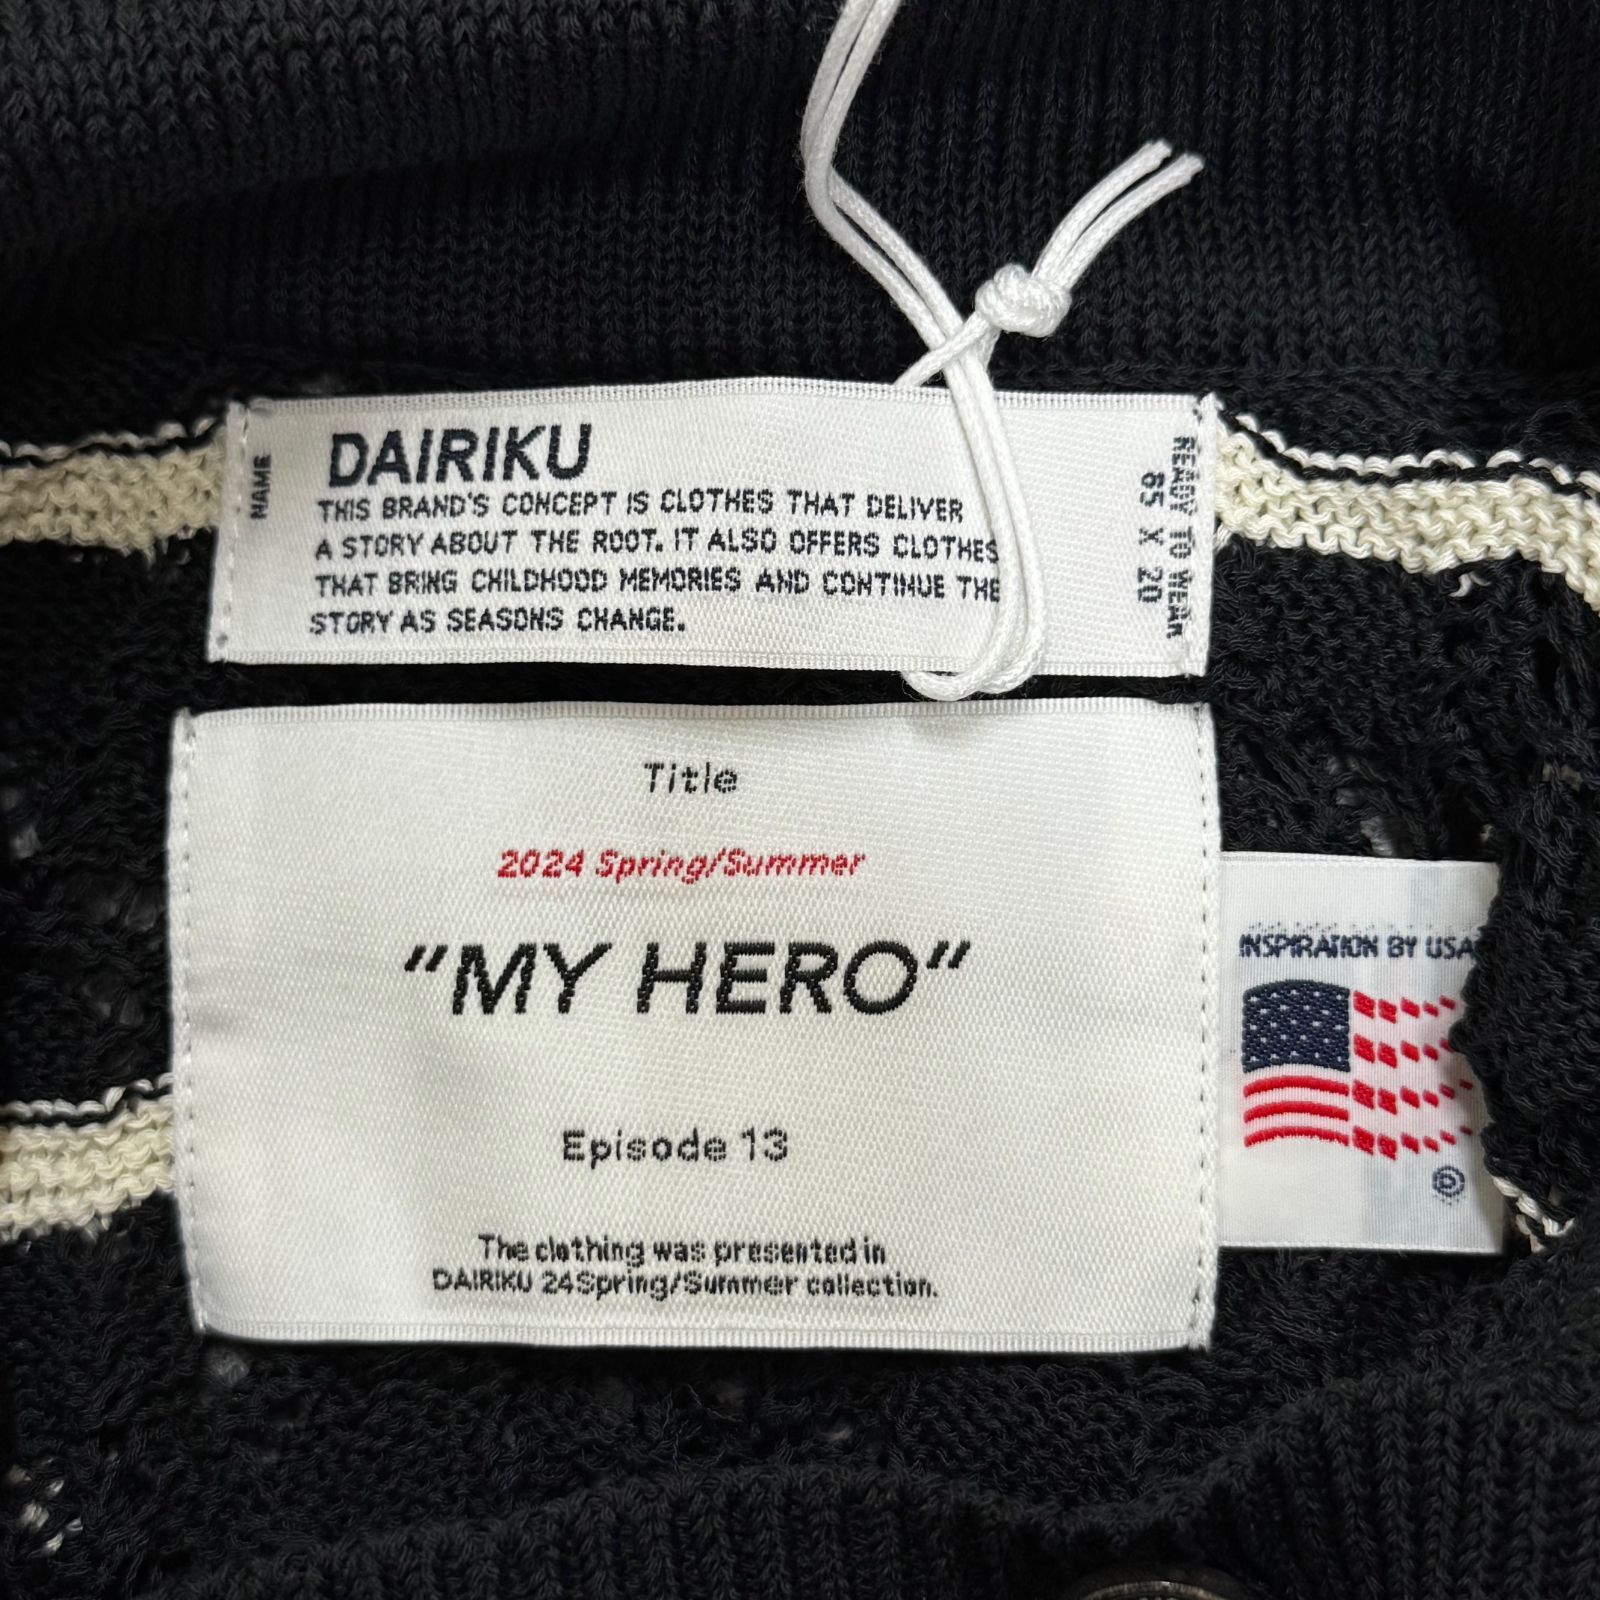 NAME
DAIRIKU
THIS BRAND'S CONCEPT IS CLOTHES THAT DELIVER
A STORY ABOUT THE ROOT. IT ALSO OFFERS CLOTHES
THAT BRING CHILDHOOD MEMORIES AND CONTINUE THE
STORY AS SEASONS CHANGE.
READY TO WEAR
85 X 20
Title
2024 Spring/Summer
"MY HERO"
Episode 13
The clothing was presented in
DAIRIKU 24Spring/Summer collection.
INSPIRATION BY USA
®